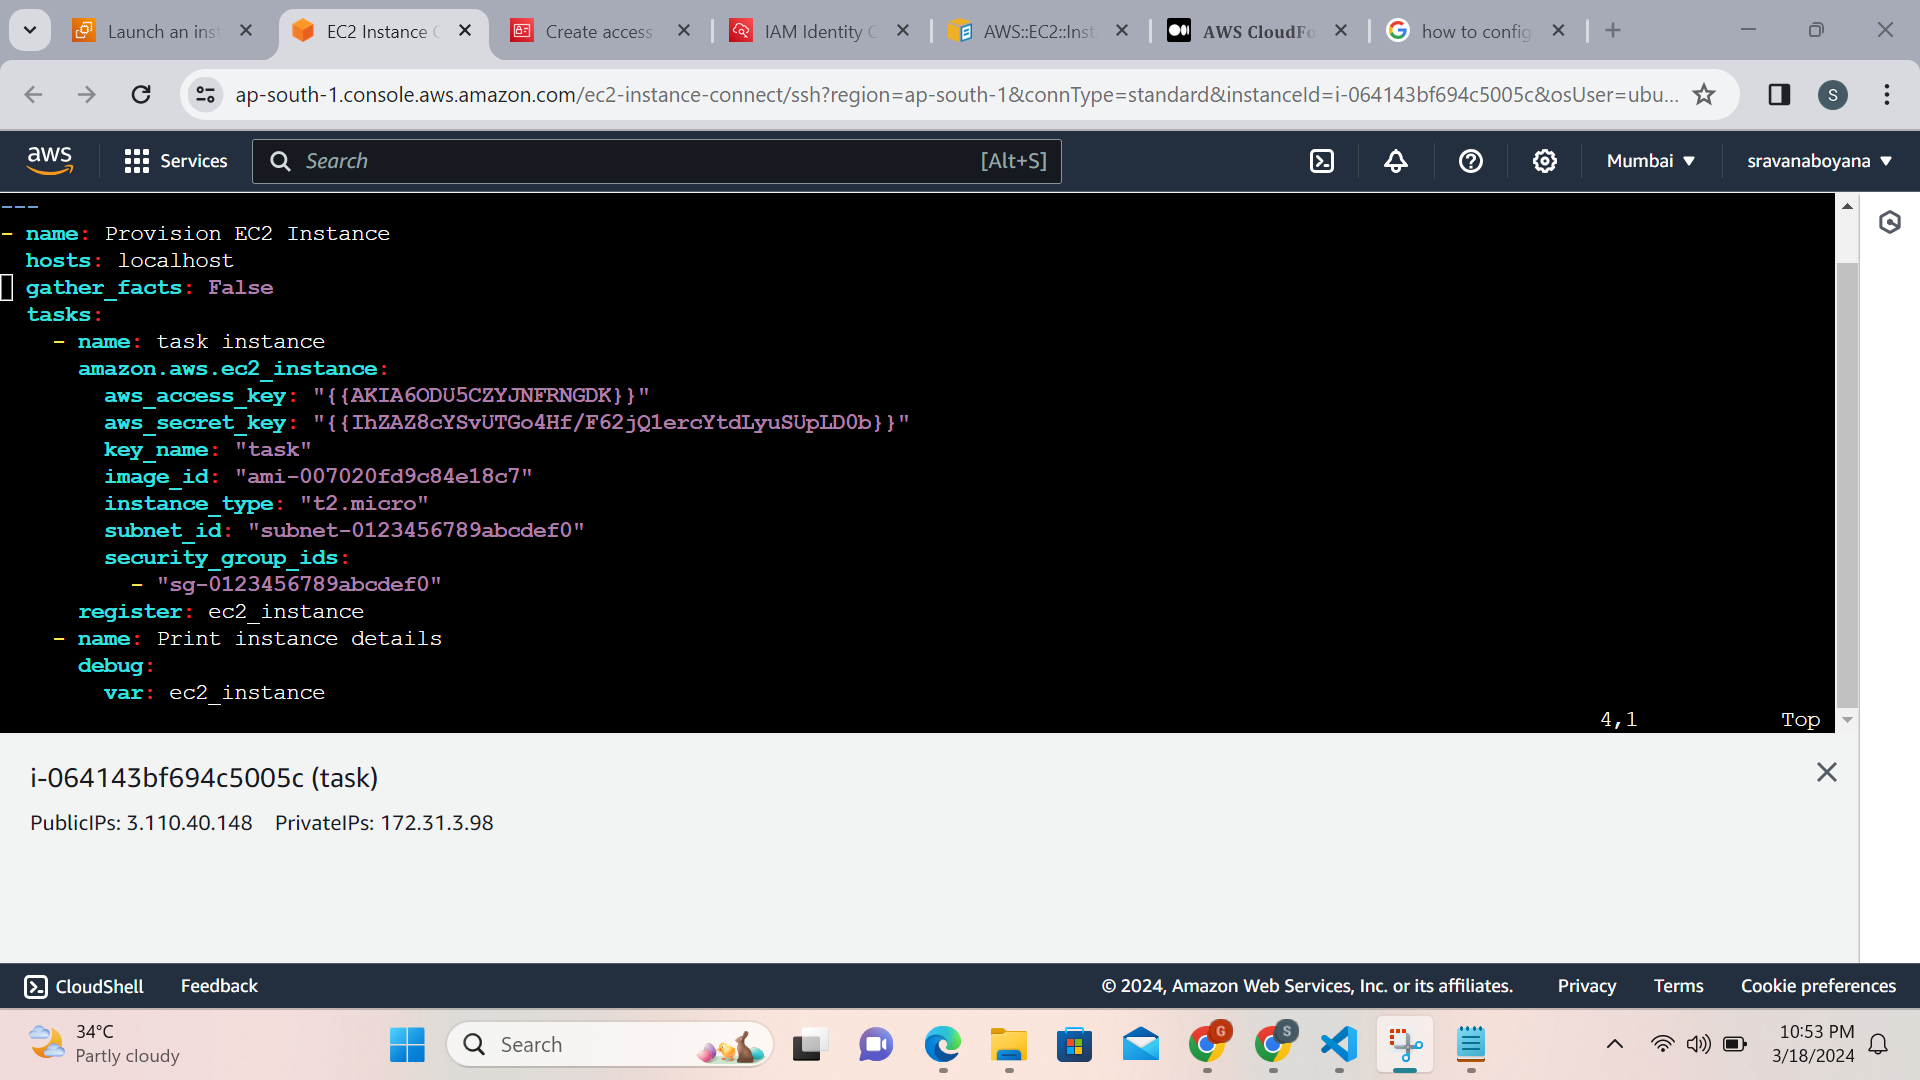 Launch an inst
EC2 Instance C
Create access
IAM Identity C
AWS::EC2::Inst
AWS CloudFo
how to config
ap-south-1.console.aws.amazon.com/ec2-instance-connect/ssh?region=ap-south-1&connType=standard&instanceId=i-064143bf694c5005c&osUser=ubu...
S
aws
Services
Search
[Alt+S]
Mumbai
sravanaboyana
---
- name: Provision EC2 Instance
hosts: localhost
gather_facts: False
tasks:
- name: task instance
amazon.aws.ec2_instance:
aws_access_key: "{{AKIA6ODU5CZYJNFRNGDK}}"
aws_secret_key: "{{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}}"
key_name: "task"
image_id: "ami-007020fd9c84e18c7"
instance_type: "t2.micro"
subnet_id: "subnet-0123456789abcdef0"
security_group_ids:
- "sg-0123456789abcdef0"
register: ec2_instance
- name: Print instance details
debug:
var: ec2_instance
4,1 Top
i-064143bf694c5005c (task)
PublicIPs: 3.110.40.148 PrivateIPs: 172.31.3.98
CloudShell
Feedback
© 2024, Amazon Web Services, Inc. or its affiliates.
Privacy
Terms
Cookie preferences
34°C
Partly cloudy
Search
G
S
10:53 PM
3/18/2024